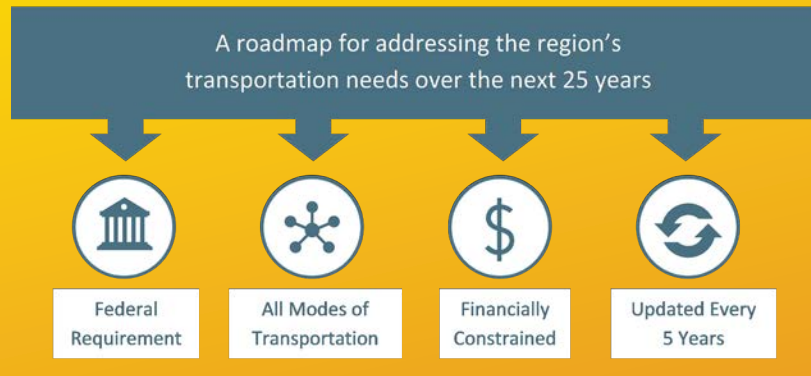 A roadmap for addressing the region’s
transportation needs over the next 25 years
Federal
Requirement
All Modes of
Transportation
Financially
Constrained
Updated Every
5 Years